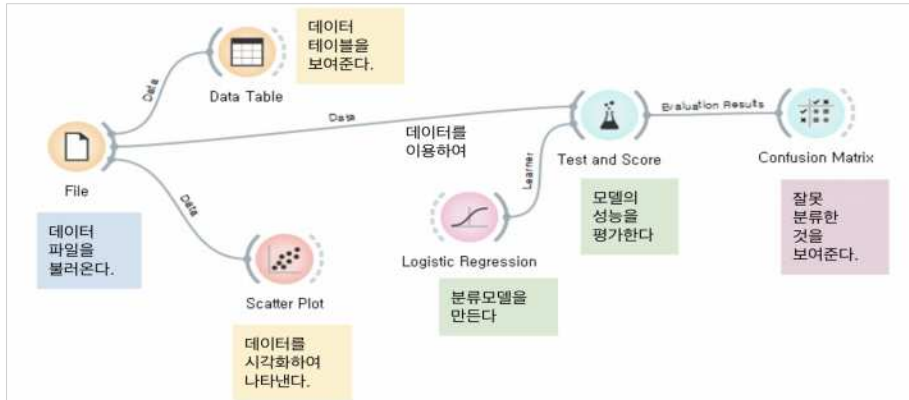 데이터
테이블을
보여준다.
Data
Data Table
Data
데이터를
이용하여
Evaluation Results
Test and Score
Confusion Matrix
File
Data
Learner
데이터
파일을
불러온다.
모델의
성능을
평가한다
잘못
분류한
것을
보여준다.
Logistic Regression
분류모델을
만든다
Scatter Plot
데이터를
시각화하여
나타낸다.